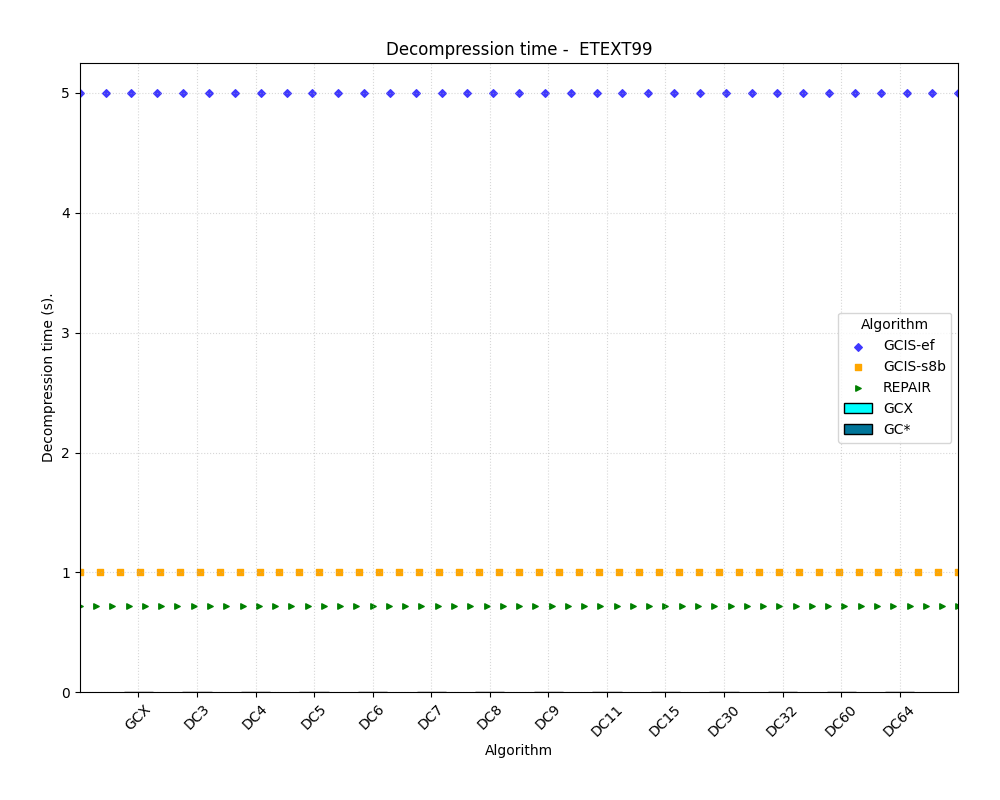 Decompression time -  ETEXT99
5
4
3
2
1
0
Decompression time (s).
Algorithm
GCIS-ef
GCIS-s8b
REPAIR
GCX
GC*
GCX
DC3
DC4
DC5
DC6
DC7
DC8
DC9
DC11
DC15
DC30
DC32
DC60
DC64
Algorithm